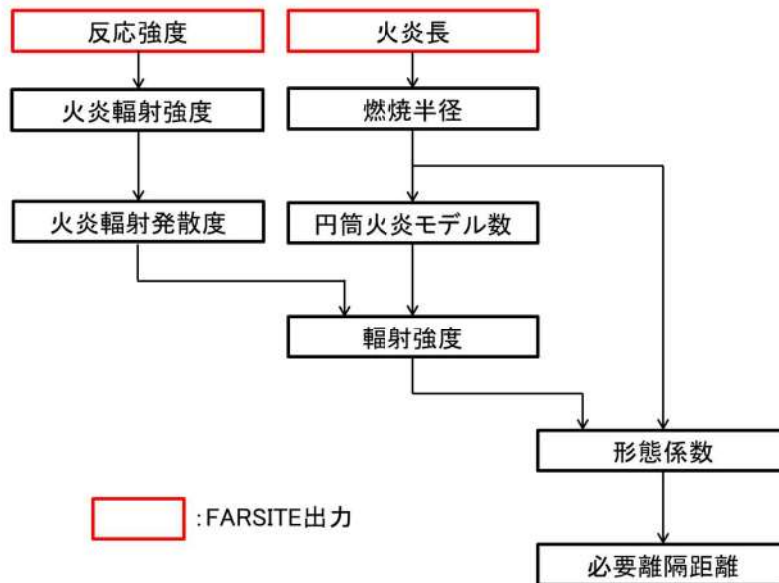 反応強度
火炎長
火炎輻射強度
燃焼半径
火炎輻射発散度
円筒火炎モデル数
輻射強度
形態係数
:FARSITE出力
必要離隔距離